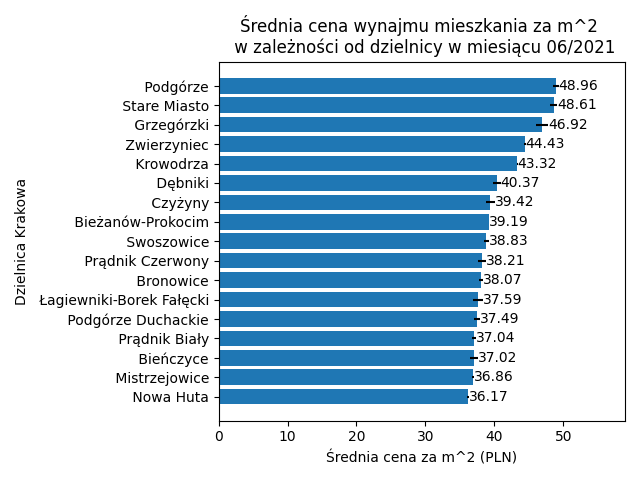 Średnia cena wynajmu mieszkania za m^2
w zależności od dzielnicy w miesiącu 06/2021
Dzielnica Krakowa
Podgórze 48.96
Stare Miasto 48.61
Grzegórzki 46.92
Zwierzyniec 44.43
Krowodrza 43.32
Dębniki 40.37
Czyżyny 39.42
Bieżanów-Prokocim 39.19
Swoszowice 38.83
Prądnik Czerwony 38.21
Bronowice 38.07
Łagiewniki-Borek Fałęcki 37.59
Podgórze Duchackie 37.49
Prądnik Biały 37.04
Bieńczyce 37.02
Mistrzejowice 36.86
Nowa Huta 36.17
0 10 20 30 40 50
Średnia cena za m^2 (PLN)